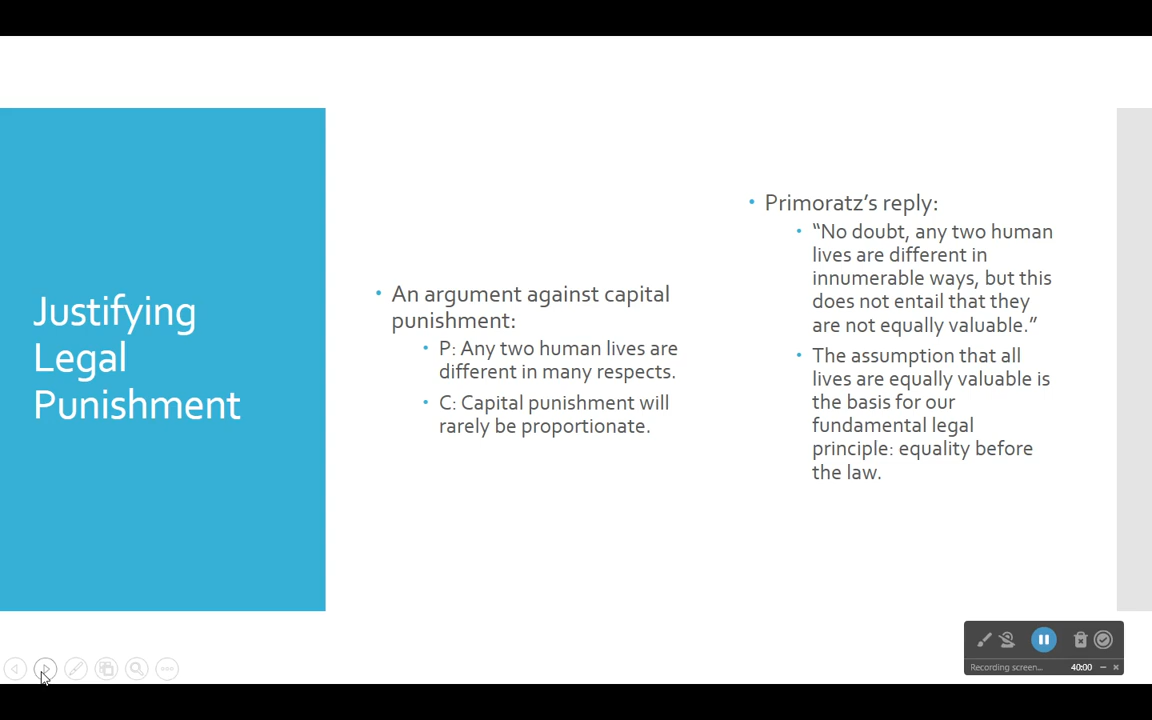 Justifying
Legal
Punishment
• An argument against capital
punishment:
• P: Any two human lives are
different in many respects.
• C: Capital punishment will
rarely be proportionate.
• Primoratz’s reply:
• “No doubt, any two human
lives are different in
innumerable ways, but this
does not entail that they
are not equally valuable.”
• The assumption that all
lives are equally valuable is
the basis for our
fundamental legal
principle: equality before
the law.
Recording screen... 40:00